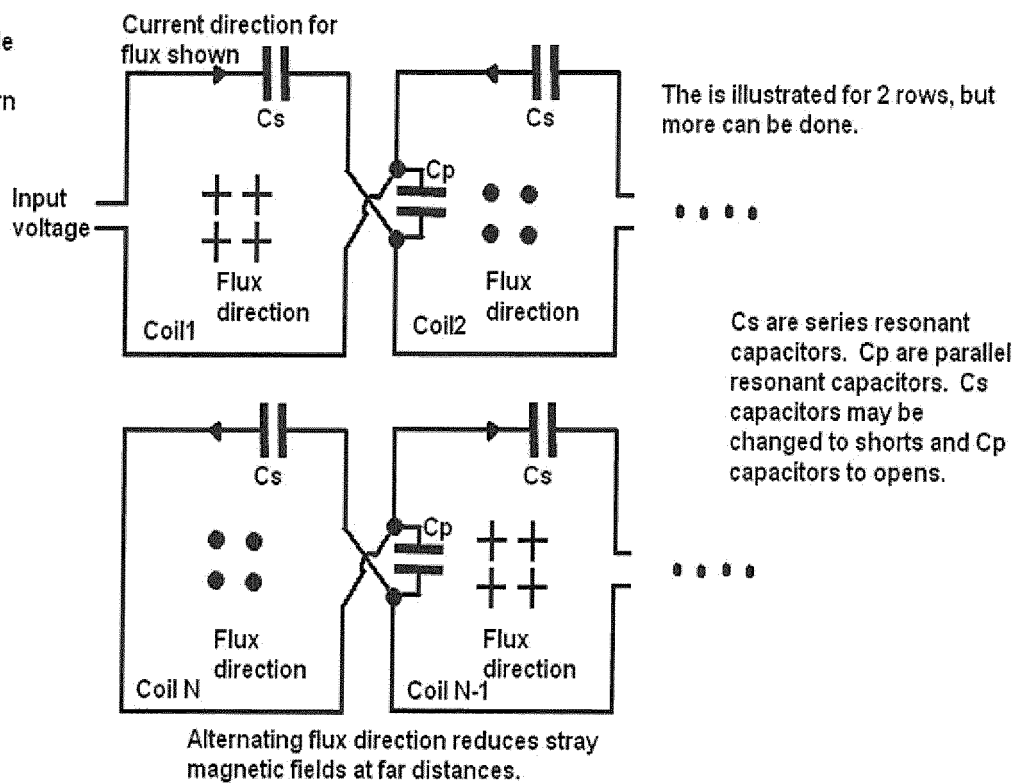 Current direction for
flux shown
Cs
Cs
The is illustrated for 2 rows, but
more can be done.
Cp
Input
voltage
Flux
direction
Flux
direction
Coil1
Coil2
Cs are series resonant
capacitors. Cp are parallel
resonant capacitors. Cs
capacitors may be
changed to shorts and Cp
capacitors to opens.
Cs
Cs
Cp
Flux
direction
Flux
direction
Coil N
Coil N-1
Alternating flux direction reduces stray
magnetic fields at far distances.